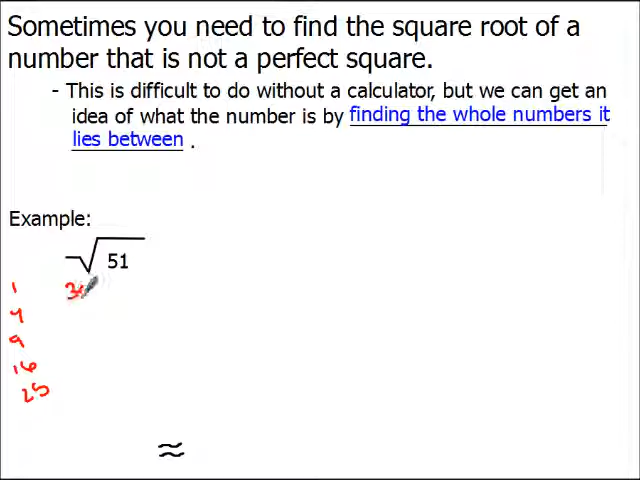 Sometimes you need to find the square root of a
number that is not a perfect square.
- This is difficult to do without a calculator, but we can get an
idea of what the number is by finding the whole numbers it
lies between .
Example:
√51
1
4
9
16
25
≈